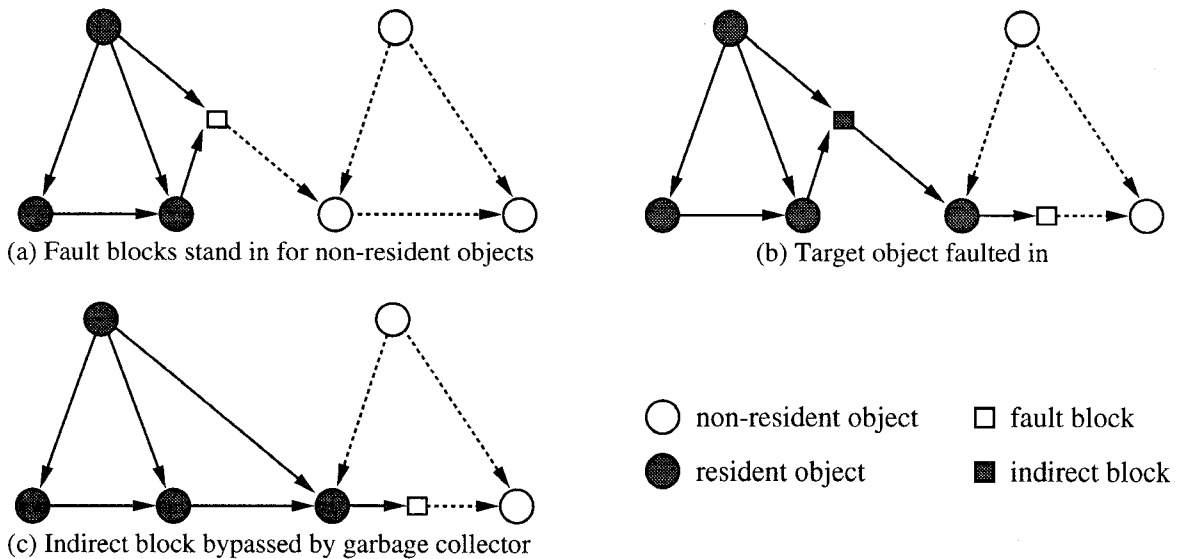 (a) Fault blocks stand in for non-resident objects
(b) Target object faulted in
(c) Indirect block bypassed by garbage collector
non-resident object
fault block
resident object
indirect block